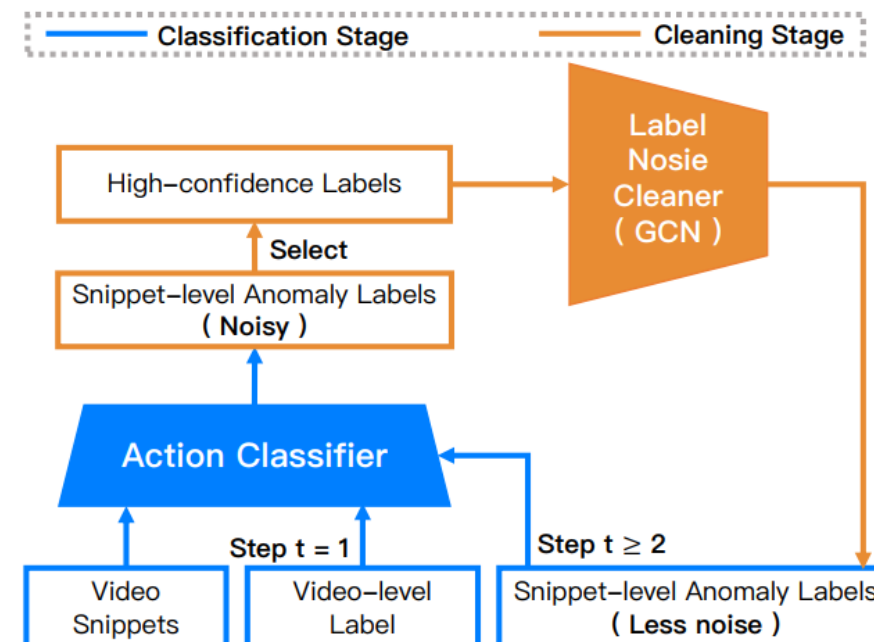 Classification Stage
Cleaning Stage
Label
Nosie
Cleaner
( GCN )
High-confidence Labels
Select
Snippet-level Anomaly Labels
( Noisy )
Action Classifier
Step t = 1
Step t ≥ 2
Video
Snippets
Video-level
Label
Snippet-level Anomaly Labels
( Less noise )